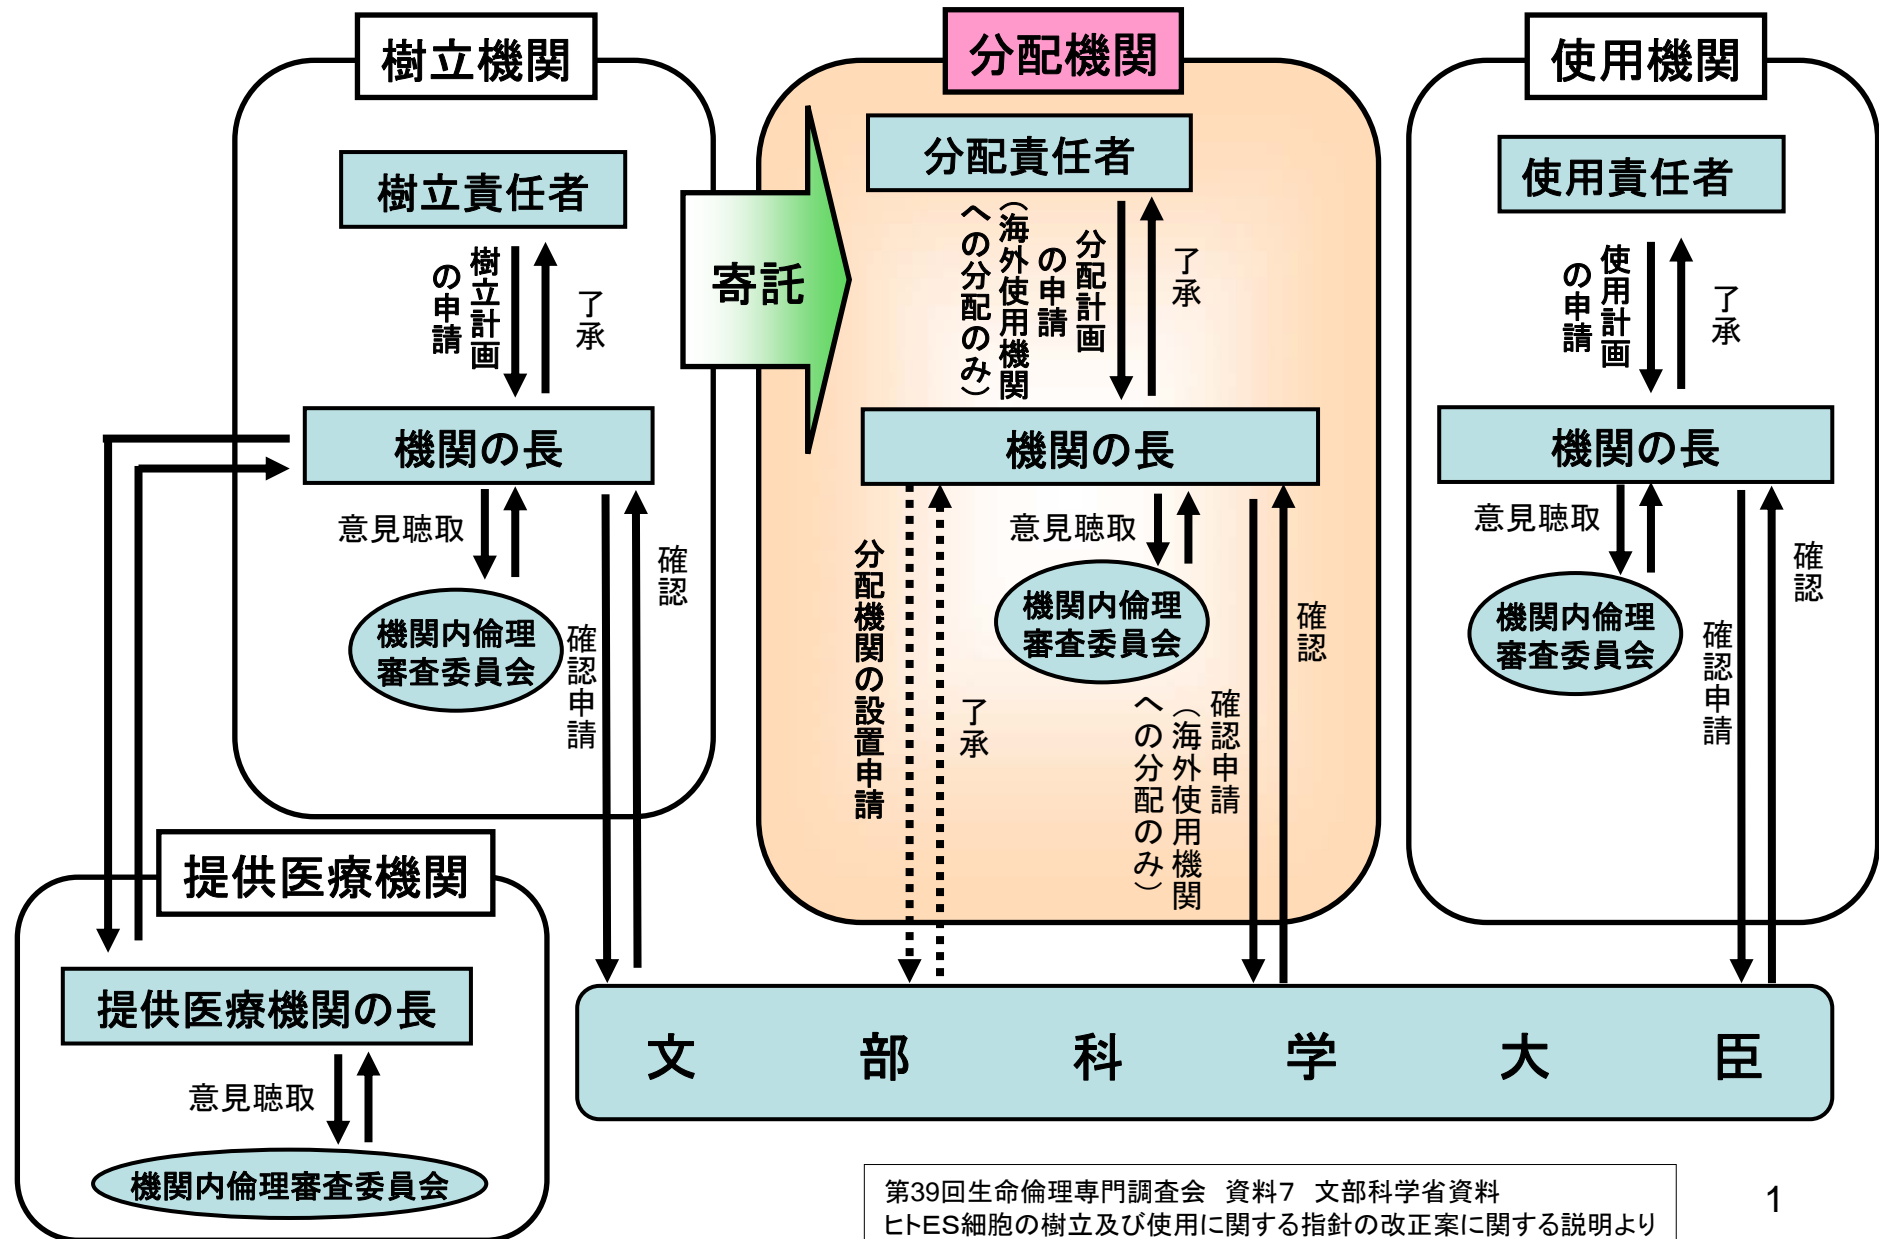 樹立機関
樹立責任者
樹立計画
の申請
了承
機関の長
意見聴取
機関内倫理
審査委員会
確認申請
確認
提供医療機関
提供医療機関の長
意見聴取
機関内倫理審査委員会
寄託
分配機関
分配責任者
分配計画
の申請
（海外使用機関
への分配のみ）
了承
機関の長
意見聴取
機関内倫理
審査委員会
分配機関の設置申請
了承
確認申請
（海外使用機関
への分配のみ）
確認
使用機関
使用責任者
使用計画
の申請
了承
機関の長
意見聴取
機関内倫理
審査委員会
確認申請
確認
文部科学大臣
第39回生命倫理専門調査会　資料７　文部科学省資料
ヒトES細胞の樹立及び使用に関する指針の改正案に関する説明より
1